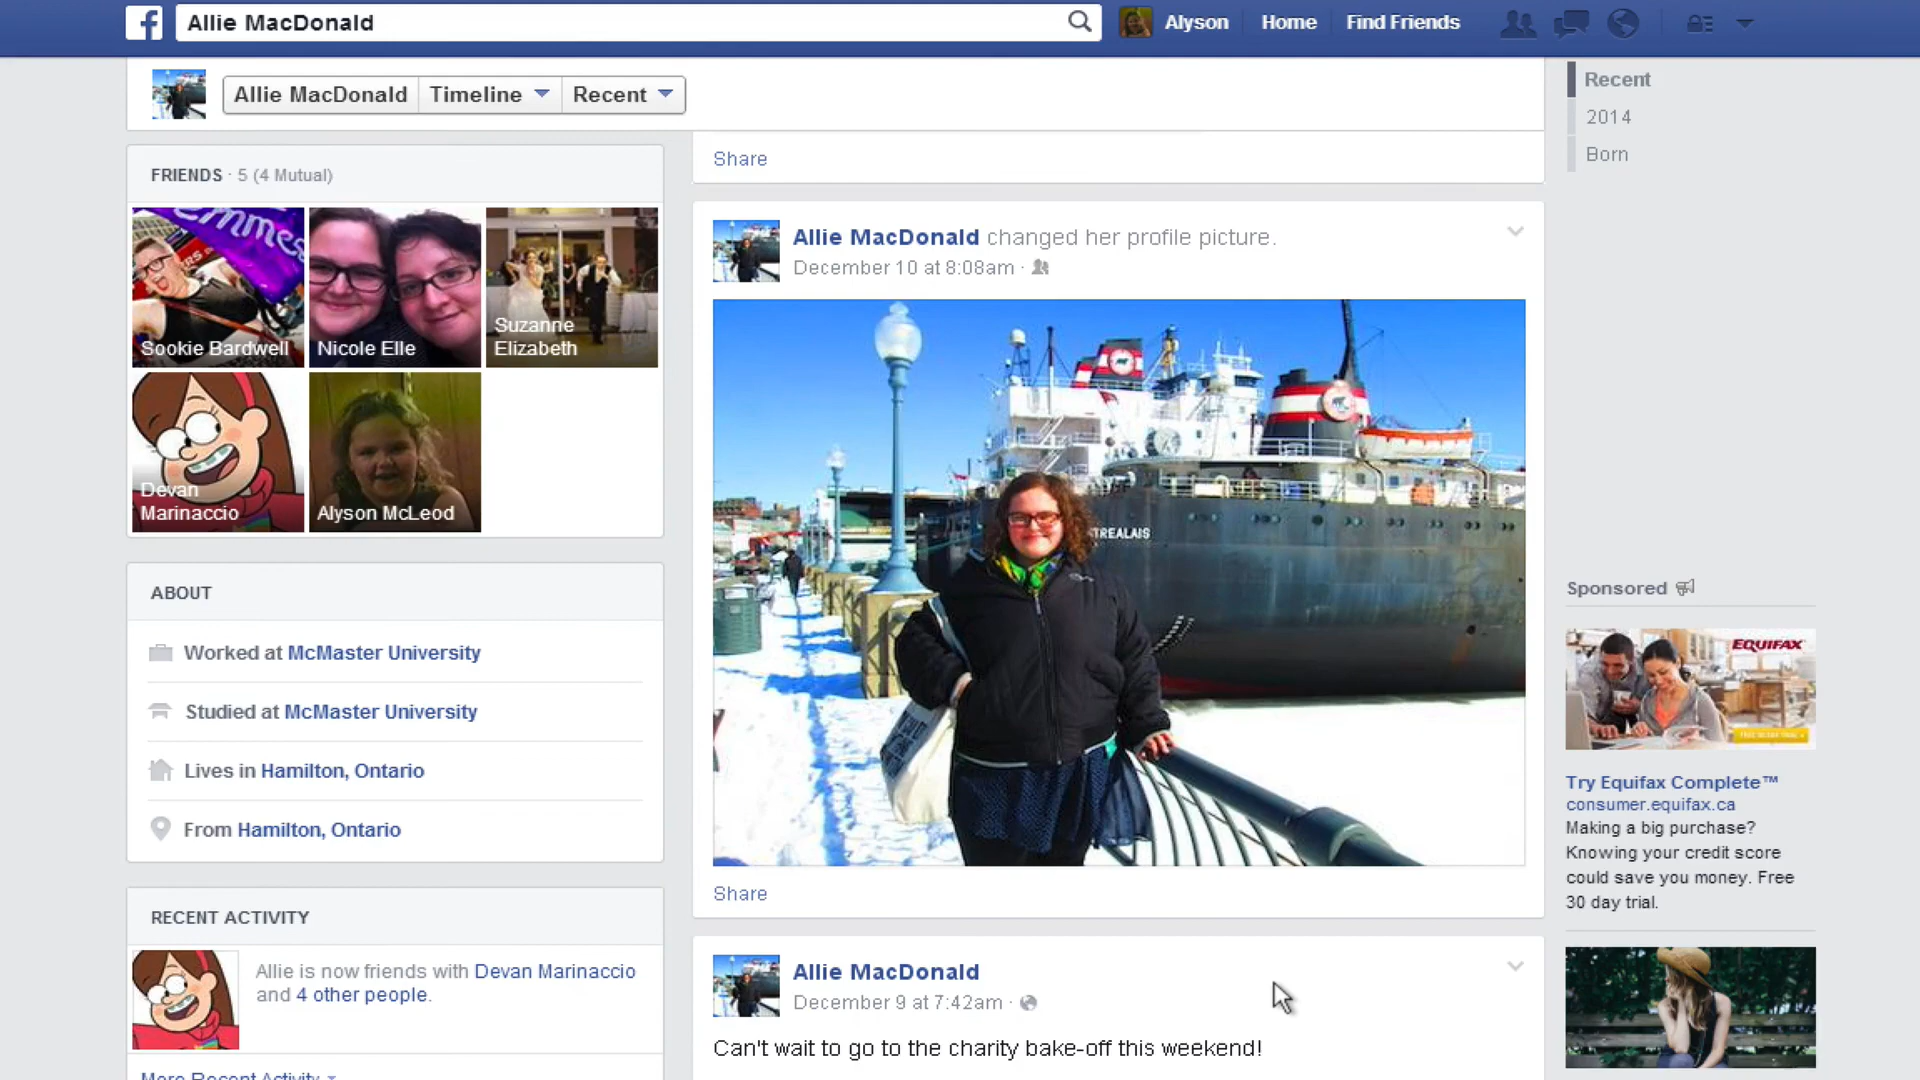 Allie MacDonald
Alyson
Home
Find Friends
Allie MacDonald
Timeline
Recent
Recent
2014
Born
FRIENDS · 5 (4 Mutual)
emmes
Sookie Bardwell
Nicole Elle
Suzanne
Elizabeth
Devan
Marinaccio
Alyson McLeod
ABOUT
Worked at McMaster University
Studied at McMaster University
Lives in Hamilton, Ontario
From Hamilton, Ontario
RECENT ACTIVITY
Allie is now friends with Devan Marinaccio
and 4 other people.
More Recent Activity
Share
Allie MacDonald changed her profile picture.
December 10 at 8:08am ·
TREALAIS
Share
Allie MacDonald
December 9 at 7:42am ·
Can't wait to go to the charity bake-off this weekend!
Sponsored
EQUIFAX
Try Equifax Complete™
consumer.equifax.ca
Making a big purchase?
Knowing your credit score
could save you money. Free
30 day trial.